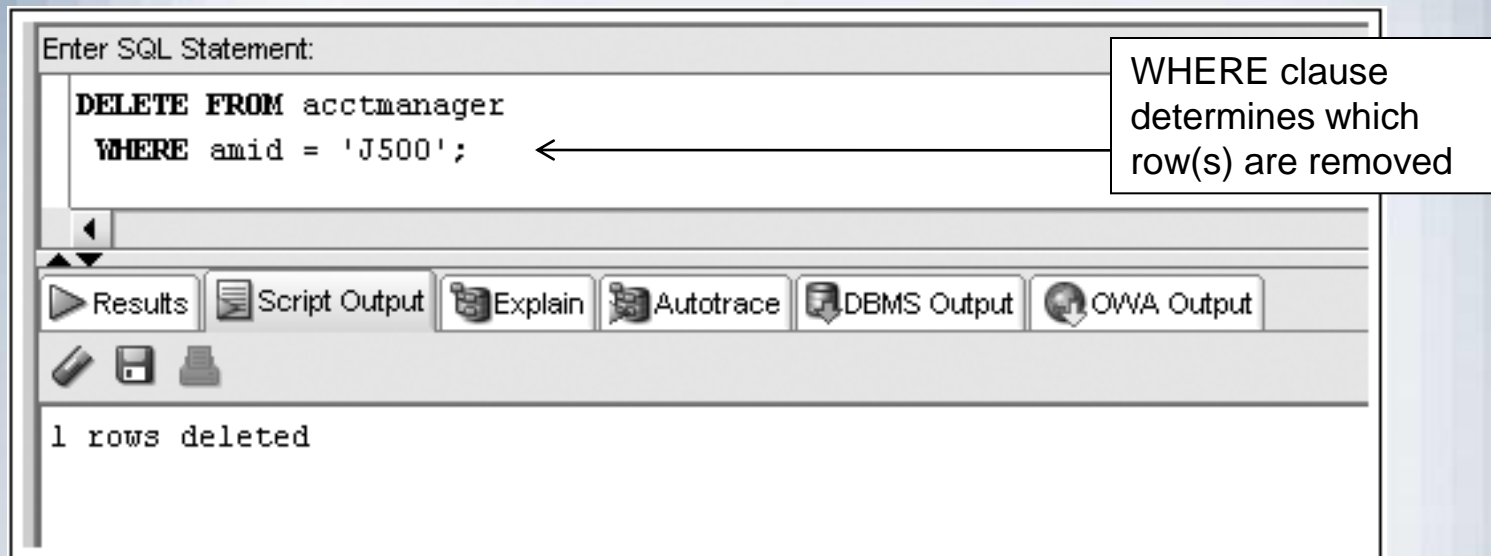 Enter SQL Statement:
DELETE FROM acctmanager
WHERE amid = 'J500';
WHERE clause
determines which
row(s) are removed
Results Script Output Explain Autotrace DBMS Output OWA Output
1 rows deleted